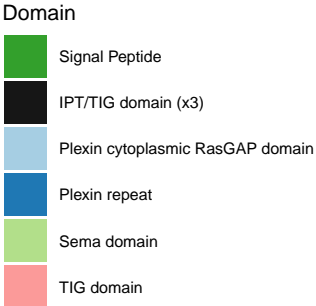 Domain
Signal Peptide
IPT/TIG domain (x3)
Plexin cytoplasmic RasGAP domain
Plexin repeat
Sema domain
TIG domain